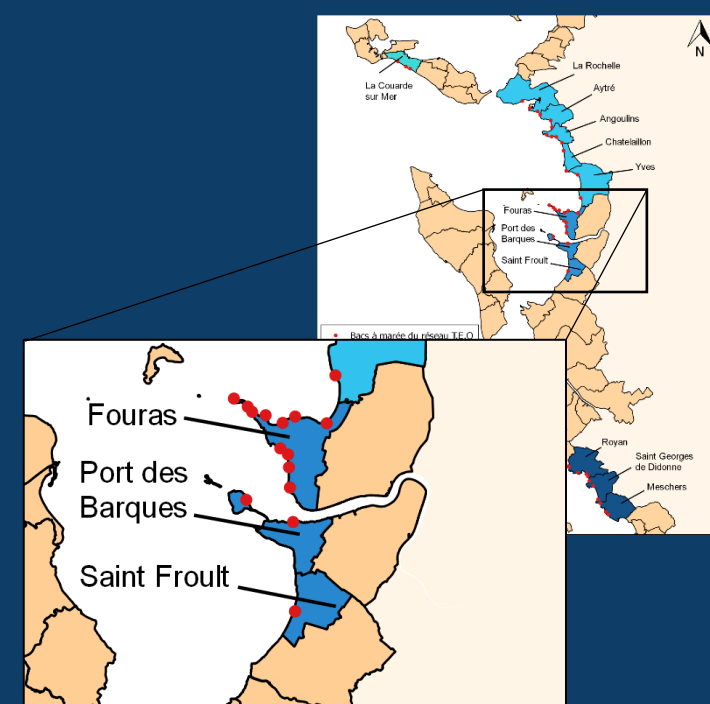 N
La Rochelle
La Couarde
sur Mer
Aytré
Angoulins
Chatelaillon
Yves
Fouras
Port des
Barques
Saint Froult
Bacs à marée du réseau T.E.O
Fouras
Port des
Barques
Saint Froult
Royan
Saint Georges
de Didonne
Meschers